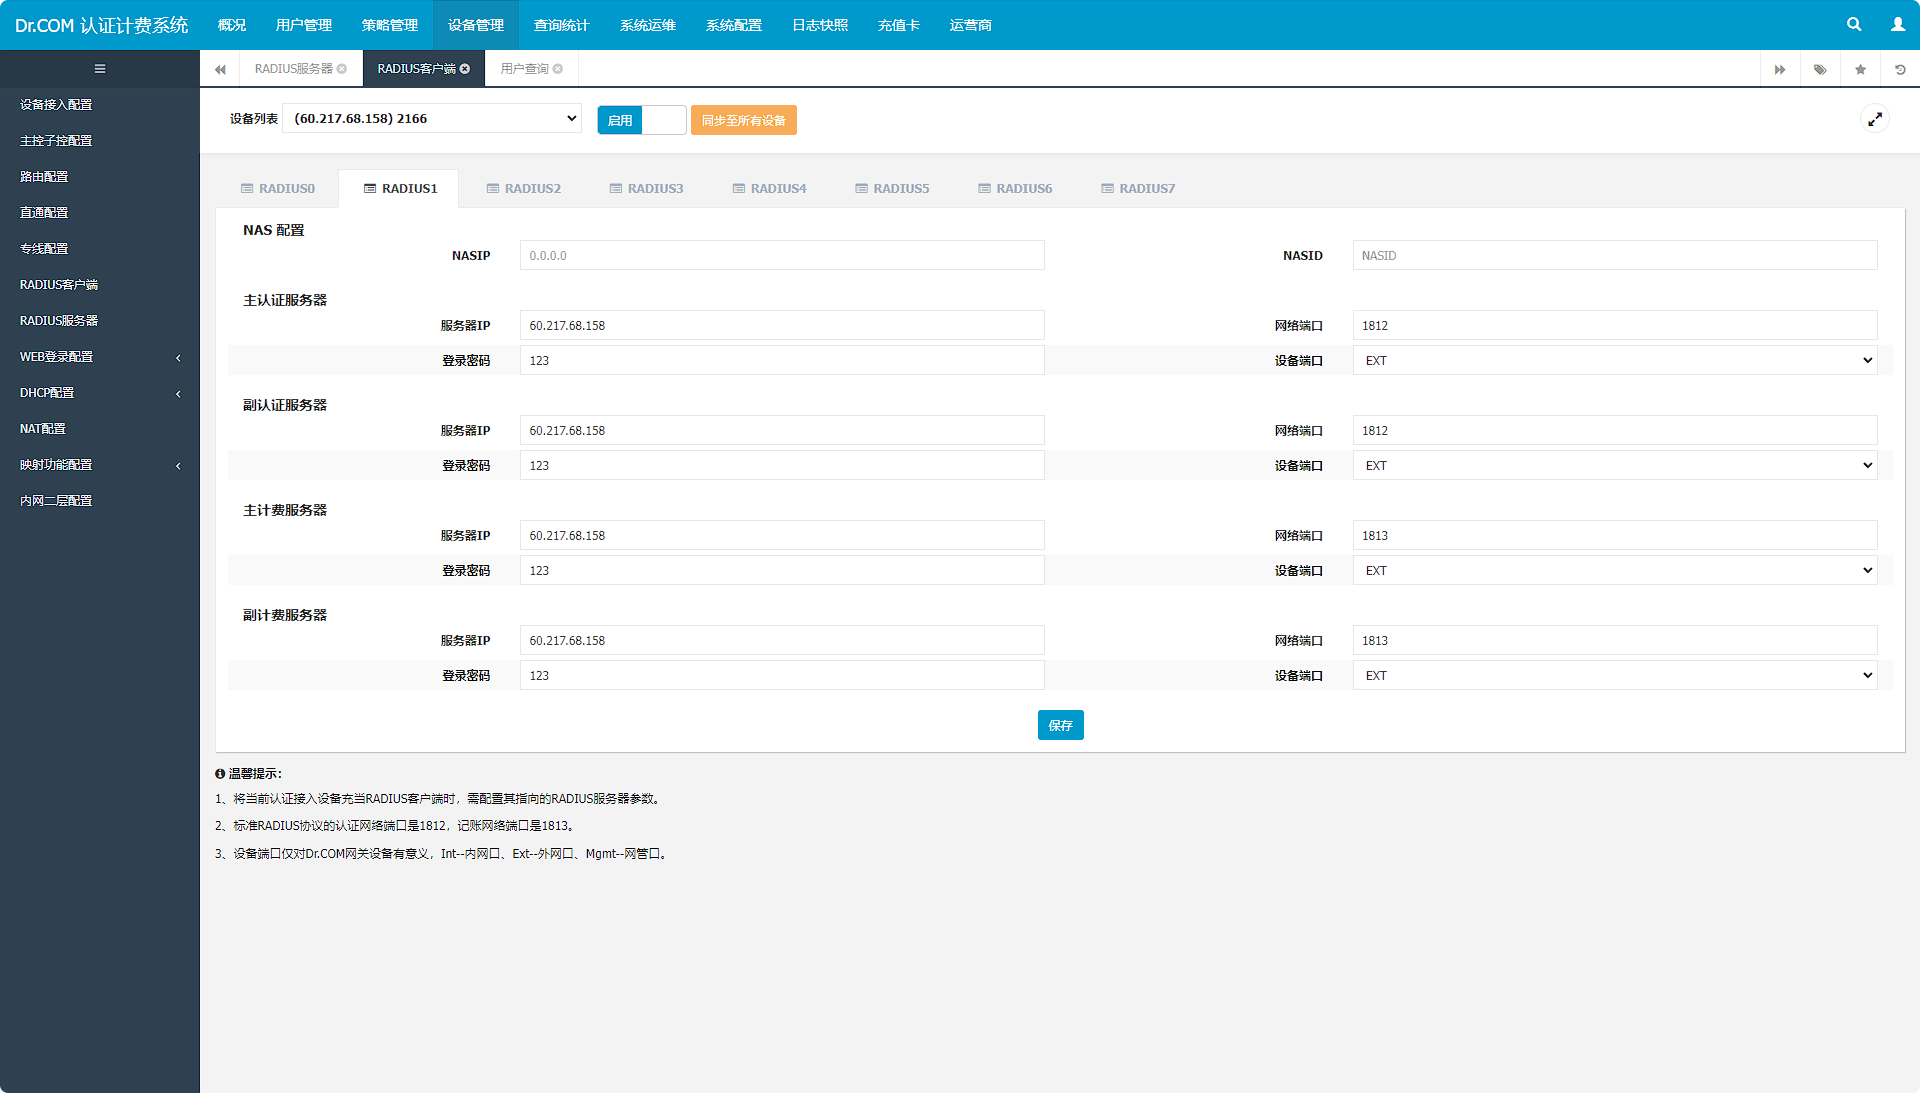 Dr.COM 认证计费系统 概况 用户管理 策略管理 设备管理 查询统计 系统运维 系统配置 日志快照 充值卡 运营商
RADIUS服务器 RADIUS客户端 用户查询
设备接入配置
主控子控配置
路由配置
直通配置
专线配置
RADIUS客户端
RADIUS服务器
WEB登录配置
DHCP配置
NAT配置
映射功能配置
内网二层配置
设备列表 (60.217.68.158) 2166 启用 同步至所有设备
RADIUS0 RADIUS1 RADIUS2 RADIUS3 RADIUS4 RADIUS5 RADIUS6 RADIUS7
NAS 配置
NASIP 0.0.0.0 NASID NASID
主认证服务器
服务器IP 60.217.68.158 网络端口 1812
登录密码 123 设备端口 EXT
副认证服务器
服务器IP 60.217.68.158 网络端口 1812
登录密码 123 设备端口 EXT
主计费服务器
服务器IP 60.217.68.158 网络端口 1813
登录密码 123 设备端口 EXT
副计费服务器
服务器IP 60.217.68.158 网络端口 1813
登录密码 123 设备端口 EXT
保存
温馨提示：
1、将当前认证接入设备充当RADIUS客户端时，需配置其指向的RADIUS服务器参数。
2、标准RADIUS协议的认证网络端口是1812，记账网络端口是1813。
3、设备端口仅对Dr.COM网关设备有意义，Int--内网口、Ext--外网口、Mgmt--网管口。